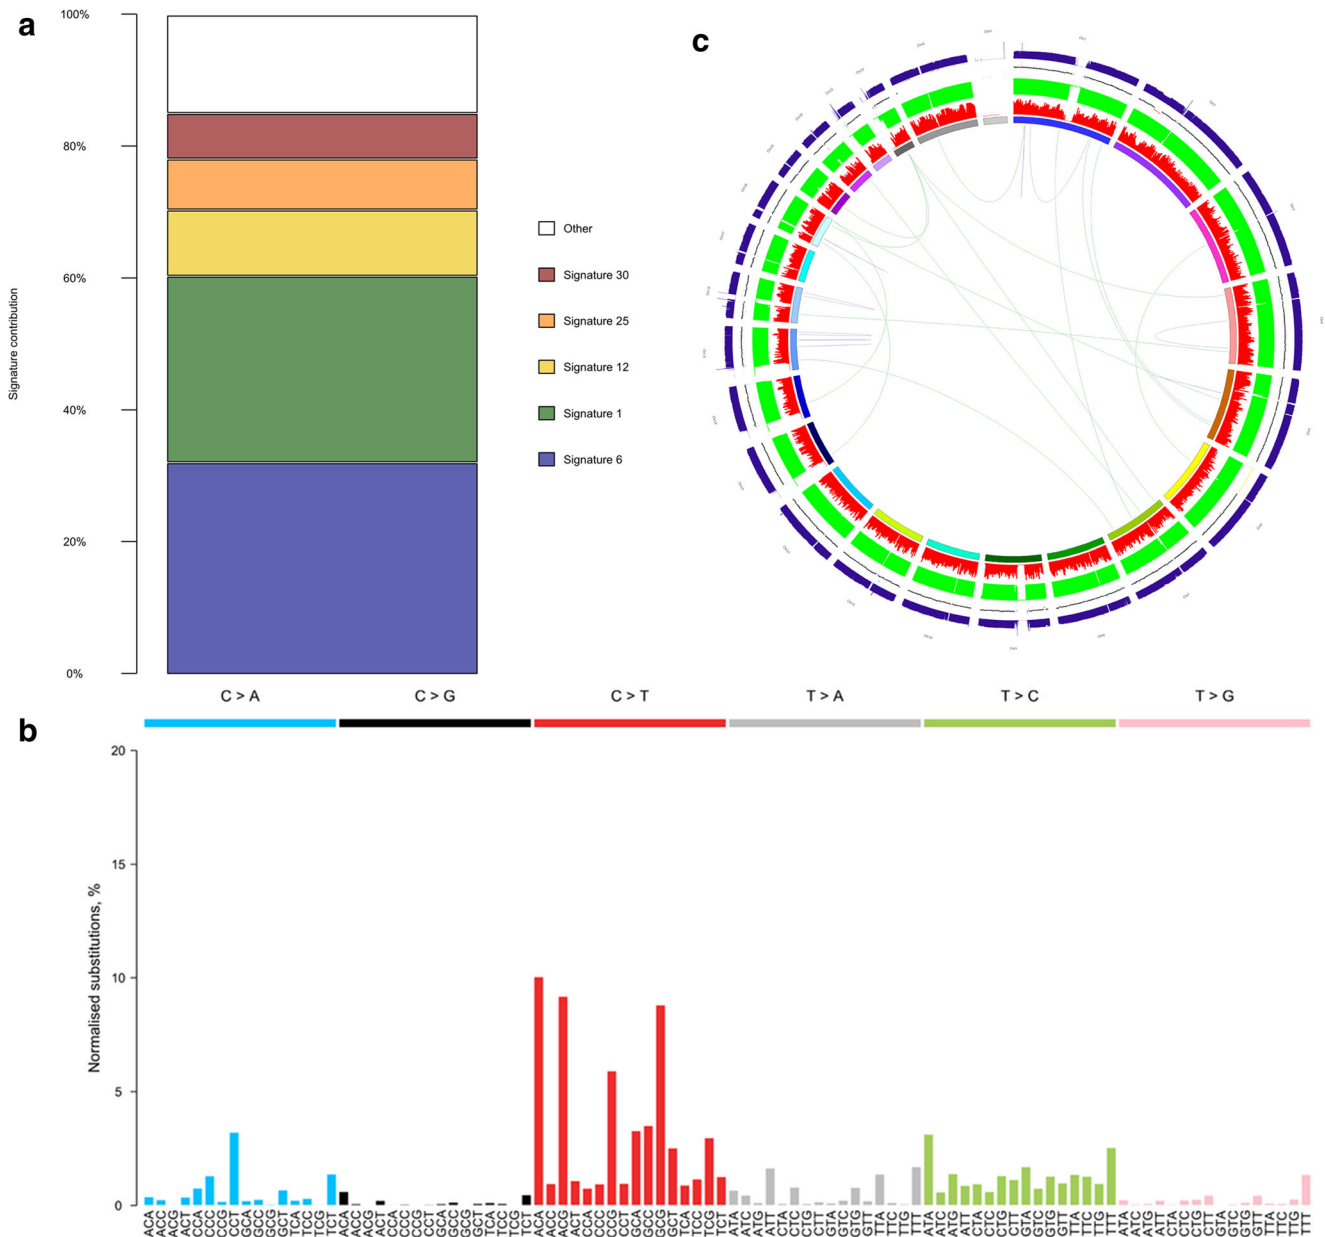 a
100%
80%
60%
40%
20%
0%
Signature contribution
Other
Signature 30
Signature 25
Signature 12
Signature 1
Signature 6
c
b
C > A C > G C > T T > A T > C T > G
20
15
10
5
0
Normalised substitutions, %
ACA ACC ACG ACT CCA CCC CCG CCT GCA GCC GCG GCT TCA TCC TCG TCT ACA ACC ACG ACT CCA CCC CCG CCT GCA GCC GCG GCT TCA TCC TCG TCT ACA ACC ACG ACT CCA CCC CCG CCT GCA GCC GCG GCT TCA TCC TCG TCT ATA ATC ATG ATT CTA CTC CTG CTT GTA GTC GTG GTT TTA TTC TTG TTT ATA ATC ATG ATT CTA CTC CTG CTT GTA GTC GTG GTT TTA TTC TTG TTT ATA ATC ATG ATT CTA CTC CTG CTT GTA GTC GTG GTT TTA TTC TTG TTT